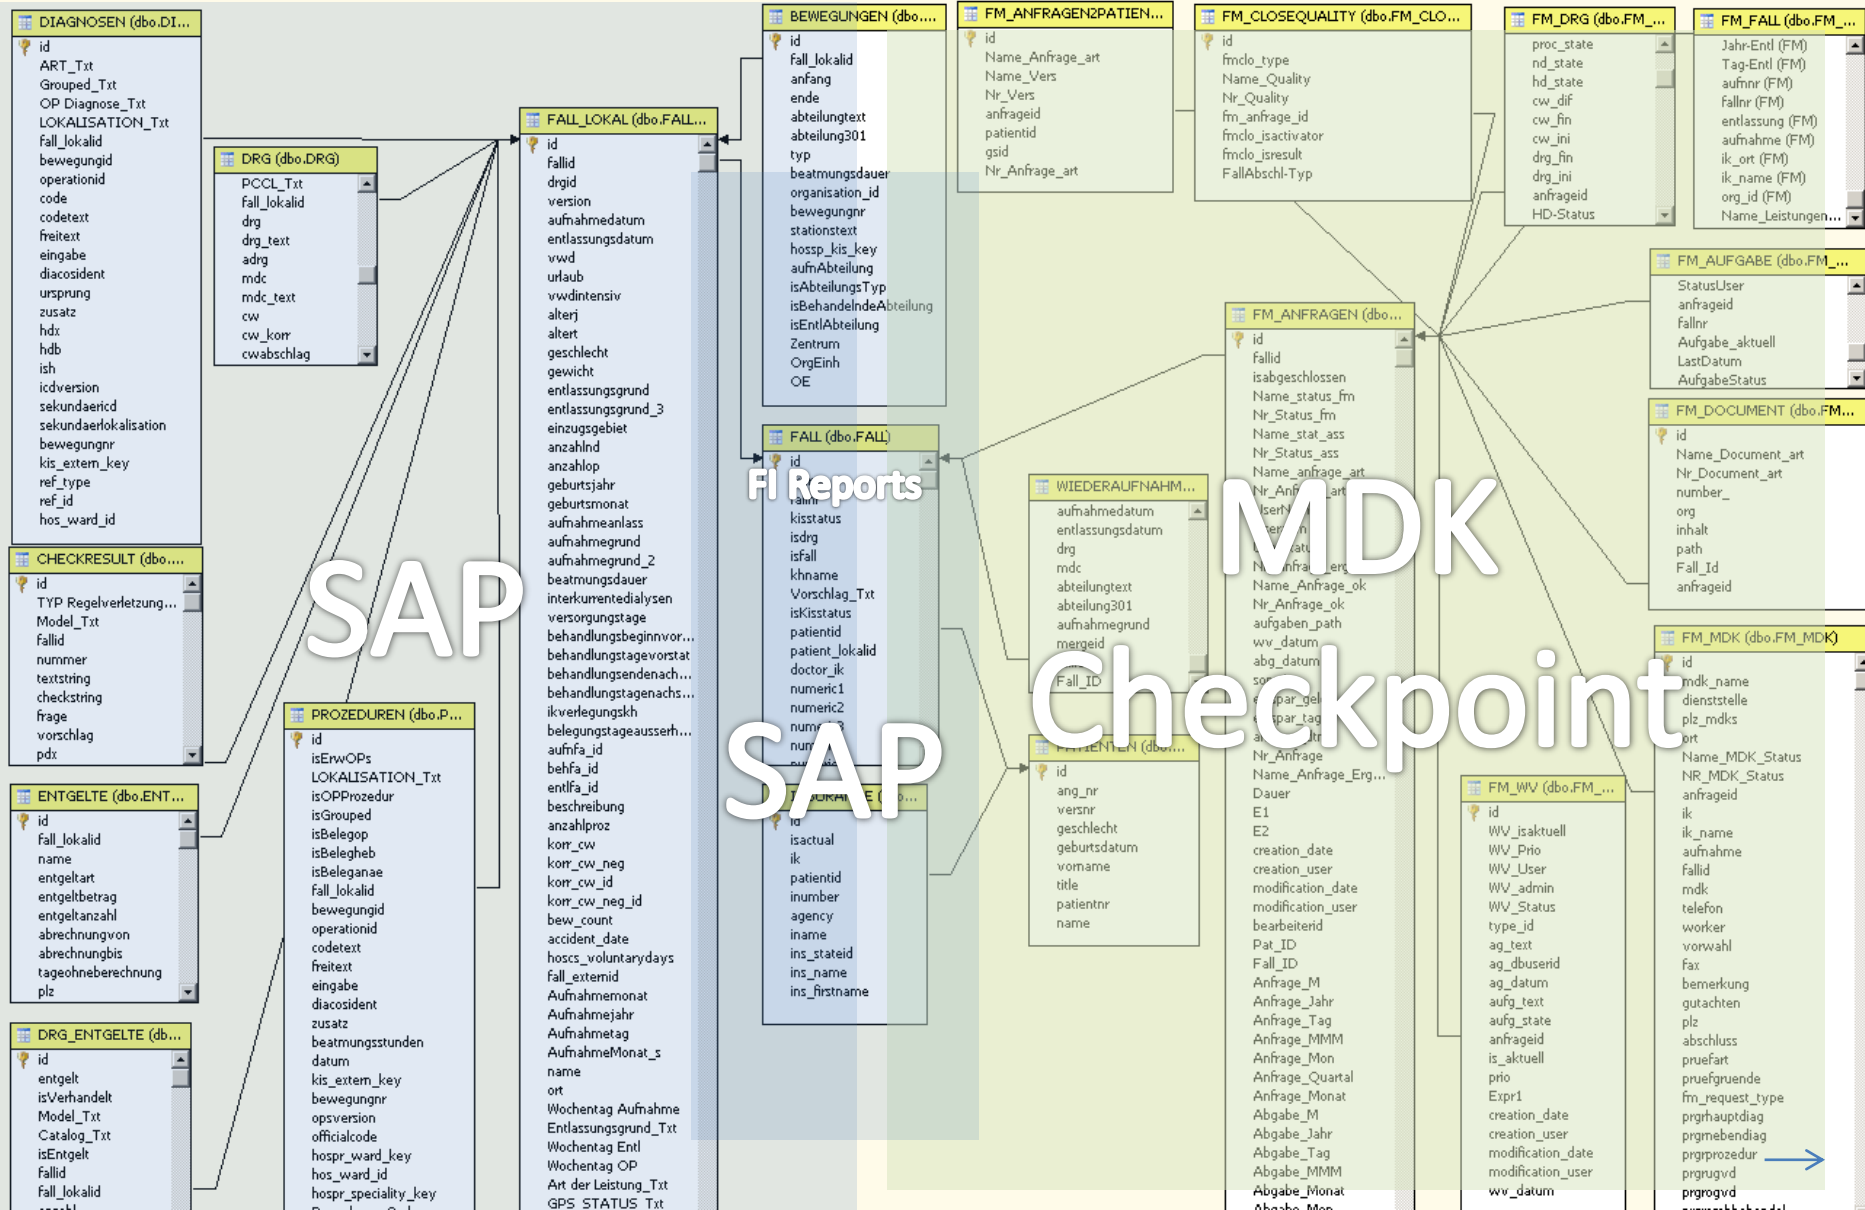 DIAGNOSEN (dbo.DI...
id
ART_Txt
Grouped_Txt
OP Diagnose_Txt
LOKALISATION_Txt
fall_lokalid
bewegungid
operationid
code
codetext
freitext
eingabe
diacosident
ursprung
zusatz
hdx
hdb
ish
icdversion
sekundaericd
sekundaerlokalisation
bewegungnr
kis_extern_key
ref_type
ref_id
hos_ward_id
CHECKRESULT (dbo....
id
TYP Regelverletzung...
Model_Txt
fallid
nummer
textstring
checkstring
frage
vorschlag
pdx
ENTGELTE (dbo.ENT...
id
fall_lokalid
name
entgeltart
entgeltbetrag
entgeltanzahl
abrechnungvon
abrechnungbis
tageohneberechnung
plz
DRG_ENTGELTE (db...
id
entgelt
isVerhandelt
Model_Txt
Catalog_Txt
isEntgelt
fallid
fall_lokalid
DRG (dbo.DRG)
PCCL_Txt
fall_lokalid
drg
drg_text
adrg
mdc
mdc_text
cw
cw_korr
cwabschlag
SAP
PROZEDUREN (dbo.P...
id
isErwOPs
LOKALISATION_Txt
isOPProzedur
isGrouped
isBelegop
isBelegheb
isBeleganae
fall_lokalid
bewegungid
operationid
codetext
freitext
eingabe
diacosident
zusatz
beatmungsstunden
datum
kis_extern_key
bewegungnr
opsversion
officialcode
hospr_ward_key
hos_ward_id
hospr_speciality_key
FALL_LOKAL (dbo.FALL...
id
fallid
drgid
version
aufnahmedatum
entlassungsdatum
vwd
urlaub
vwdintensiv
alterj
altert
geschlecht
gewicht
entlassungsgrund
entlassungsgrund_3
einzugsgebiet
anzahlnd
anzahlop
geburtsjahr
geburtsmonat
aufnahmeanlass
aufnahmegrund
aufnahmegrund_2
beatmungsdauer
interkurrentedialysen
versorgungstage
behandlungsbeginnvor...
behandlungstagevorstat
behandlungsendenach...
behandlungstagenachs...
ikverlegungskh
belegungstageausserh...
aufnfa_id
behfa_id
entlfa_id
beschreibung
anzahlproz
korr_cw
korr_cw_neg
korr_cw_id
korr_cw_neg_id
bew_count
accident_date
hoscs_voluntarydays
fall_externid
Aufnahmemonat
Aufnahmejahr
Aufnahmetag
AufnahmeMonat_s
name
ort
Wochentag Aufnahme
Entlassungsgrund_Txt
Wochentag Entl
Wochentag OP
Art der Leistung_Txt
GPS_STATUS_Txt
BEWEGUNGEN (dbo....
id
fall_lokalid
anfang
ende
abteilungtext
abteilung301
typ
beatmungsdauer
organisation_id
bewegungnr
stationstext
hossp_kis_key
aufnAbteilung
isAbteilungsTyp
isBehandelndeAbteilung
isEntlAbteilung
Zentrum
OrgEinh
OE
FALL (dbo.FALL)
id
FI Reports
kisstatus
isdrg
isfall
khname
Vorschlag_Txt
isKisstatus
patientid
patient_lokalid
doctor_ik
numeric1
numeric2
SAP
id
isactual
ik
patientid
inumber
agency
iname
ins_stateid
ins_name
ins_firstname
FM_ANFRAGEN2PATIEN...
id
Name_Anfrage_art
Name_Vers
Nr_Vers
anfrageid
patientid
gsid
Nr_Anfrage_art
FM_CLOSEQUALITY (dbo.FM_CLO...
id
fmclo_type
Name_Quality
Nr_Quality
fm_anfrage_id
fmclo_isactivator
fmclo_isresult
FallAbschl-Typ
WIEDERAUFNAHM...
aufnahmedatum
entlassungsdatum
drg
mdc
abteilungtext
abteilung301
aufnahmegrund
mergeid
Fall_ID
PATIENTEN (dbo....
id
ang_nr
versnr
geschlecht
geburtsdatum
vorname
title
patientnr
name
MDK
Checkpoint
FM_ANFRAGEN (dbo...
id
fallid
isabgeschlossen
Name_status_fm
Nr_Status_fm
Name_stat_ass
Nr_Status_ass
Name_anfrage_art
Name_Anfrage_ok
Nr_Anfrage_ok
aufgaben_path
wv_datum
abg_datum
Nr_Anfrage
Name_Anfrage_Erg...
Dauer
E1
E2
creation_date
creation_user
modification_date
modification_user
bearbeiterid
Pat_ID
Fall_ID
Anfrage_M
Anfrage_Jahr
Anfrage_Tag
Anfrage_MMM
Anfrage_Mon
Anfrage_Quartal
Anfrage_Monat
Abgabe_M
Abgabe_Jahr
Abgabe_Tag
Abgabe_MMM
Abgabe_Monat
Abgabe_Mon
FM_DRG (dbo.FM_...
proc_state
nd_state
hd_state
cw_dif
cw_fin
cw_ini
drg_fin
drg_ini
anfrageid
HD-Status
FM_FALL (dbo.FM_...
Jahr-Entl (FM)
Tag-Entl (FM)
aufnnr (FM)
fallnr (FM)
entlassung (FM)
aufnahme (FM)
ik_ort (FM)
ik_name (FM)
org_id (FM)
Name_Leistungen...
FM_AUFGABE (dbo.FM_...
StatusUser
anfrageid
fallnr
Aufgabe_aktuell
LastDatum
AufgabeStatus
FM_DOCUMENT (dbo.FM...
id
Name_Document_art
Nr_Document_art
number_
org
inhalt
path
Fall_Id
anfrageid
FM_WV (dbo.FM_...
id
WV_isaktuell
WV_Prio
WV_User
WV_admin
WV_Status
type_id
ag_text
ag_dbuserid
ag_datum
aufg_text
aufg_state
anfrageid
is_aktuell
prio
Expr1
creation_date
creation_user
modification_date
modification_user
wv_datum
FM_MDK (dbo.FM_MDK)
id
mdk_name
dienststelle
plz_mdks
ort
Name_MDK_Status
NR_MDK_Status
anfrageid
ik
ik_name
aufnahme
fallid
mdk
telefon
worker
vorwahl
fax
bemerkung
gutachten
plz
abschluss
pruefart
pruefgruende
fm_request_type
prgrhauptdiag
prgrnebendiag
prgrprozedur
prgrugvd
prgrogvd